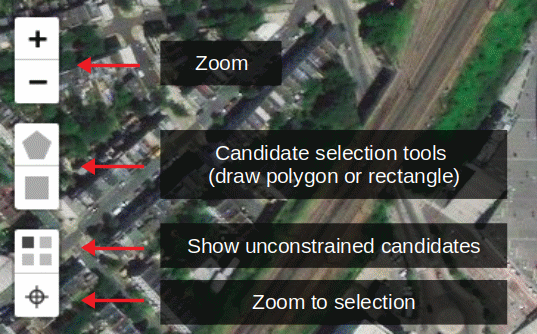 Zoom
Candidate selection tools
(draw polygon or rectangle)
Show unconstrained candidates
Zoom to selection